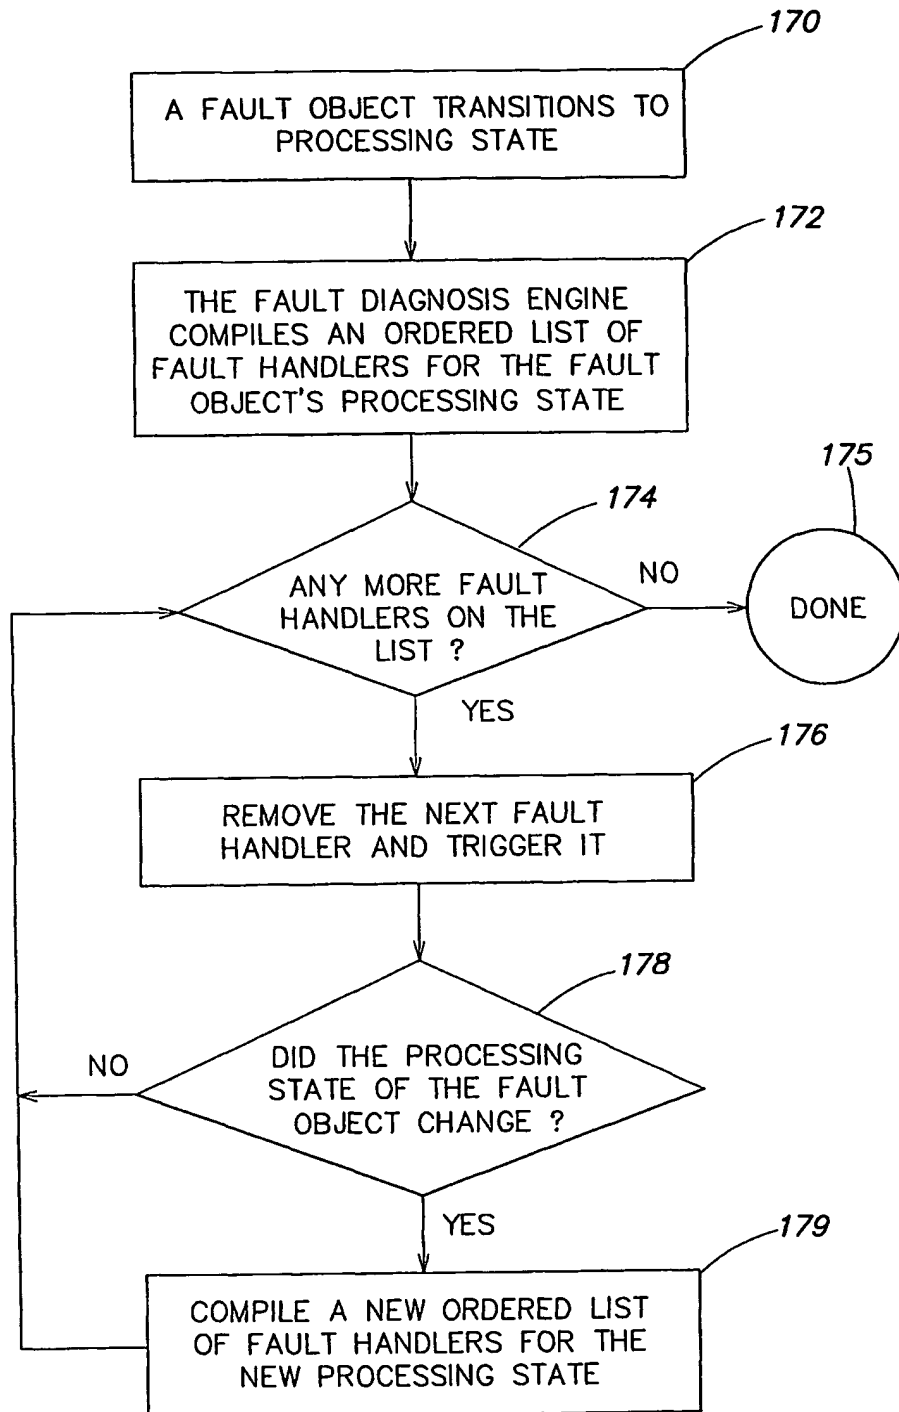 170
A FAULT OBJECT TRANSITIONS TO
PROCESSING STATE
172
THE FAULT DIAGNOSIS ENGINE
COMPILES AN ORDERED LIST OF
FAULT HANDLERS FOR THE FAULT
OBJECT'S PROCESSING STATE
174
175
ANY MORE FAULT
HANDLERS ON THE
LIST ?
NO
DONE
YES
176
REMOVE THE NEXT FAULT
HANDLER AND TRIGGER IT
178
DID THE PROCESSING
STATE OF THE FAULT
OBJECT CHANGE ?
NO
YES
179
COMPILE A NEW ORDERED LIST
OF FAULT HANDLERS FOR THE
NEW PROCESSING STATE